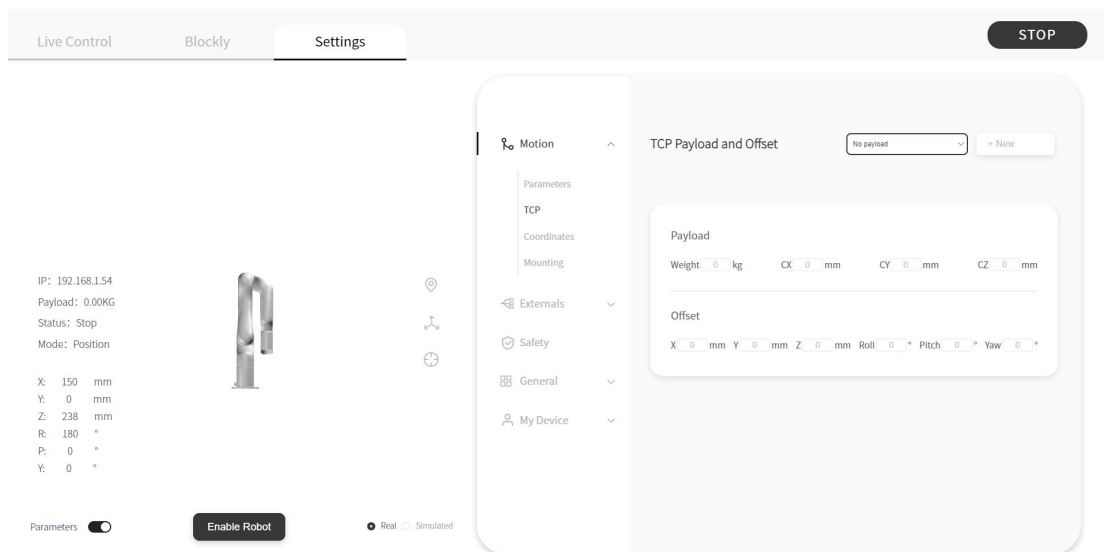 Live Control Blockly Settings STOP
Motion
Parameters
TCP
Coordinates
Mounting
Externals
Safety
General
My Device
TCP Payload and Offset No payload + New
Payload
Weight 0 kg CX 0 mm CY 0 mm CZ 0 mm
Offset
X 0 mm Y 0 mm Z 0 mm Roll 0 ° Pitch 0 ° Yaw 0 °
IP: 192.168.1.54
Payload: 0.00KG
Status: Stop
Mode: Position
X: 150 mm
Y: 0 mm
Z: 238 mm
R: 180 °
P: 0 °
Y: 0 °
Parameters Enable Robot Real Simulated